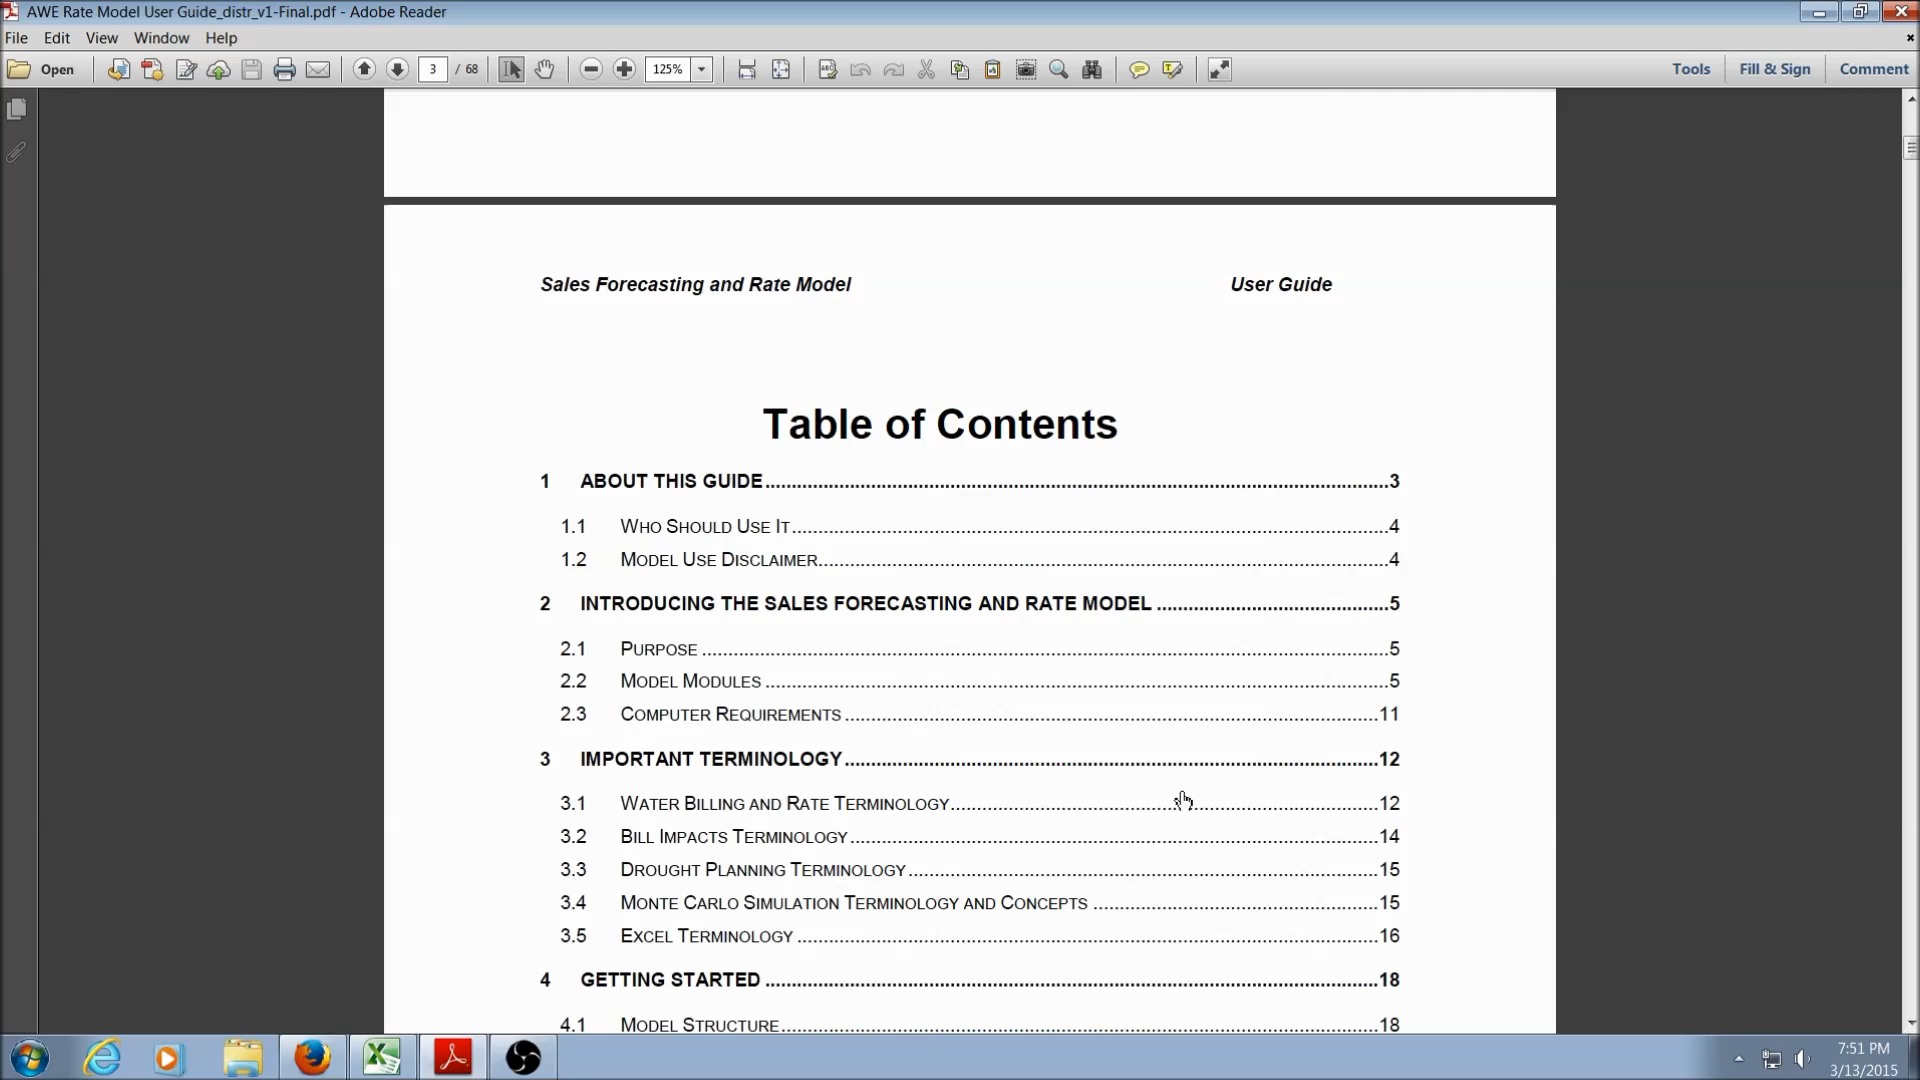 AWE Rate Model User Guide_distr_v1-Final.pdf - Adobe Reader
File Edit View Window Help
Open 3 / 68 125% Tools Fill & Sign Comment
Sales Forecasting and Rate Model User Guide
Table of Contents
1 ABOUT THIS GUIDE 3
1.1 WHO SHOULD USE IT 4
1.2 MODEL USE DISCLAIMER 4
2 INTRODUCING THE SALES FORECASTING AND RATE MODEL 5
2.1 PURPOSE 5
2.2 MODEL MODULES 5
2.3 COMPUTER REQUIREMENTS 11
3 IMPORTANT TERMINOLOGY 12
3.1 WATER BILLING AND RATE TERMINOLOGY 12
3.2 BILL IMPACTS TERMINOLOGY 14
3.3 DROUGHT PLANNING TERMINOLOGY 15
3.4 MONTE CARLO SIMULATION TERMINOLOGY AND CONCEPTS 15
3.5 EXCEL TERMINOLOGY 16
4 GETTING STARTED 18
4.1 MODEL STRUCTURE 18
7:51 PM
3/13/2015